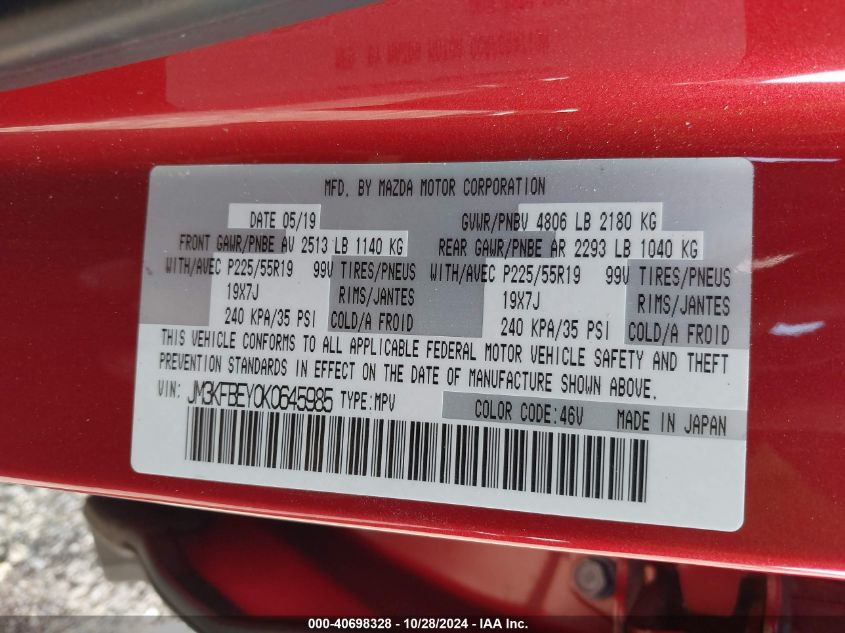 MFD. BY MAZDA MOTOR CORPORATION
DATE 05/19 GVWR/PNBV 4806 LB 2180 KG
FRONT GAWR/PNBE AV 2513 LB 1140 KG REAR GAWR/PNBE AR 2293 LB 1040 KG
WITH/AVEC P225/55R19 99V TIRES/PNEUS WITH/AVEC P225/55R19 99V TIRES/PNEUS
19X7J RIMS/JANTES 19X7J RIMS/JANTES
240 KPA/35 PSI COLD/A FROID 240 KPA/35 PSI COLD/A FROID
THIS VEHICLE CONFORMS TO ALL APPLICABLE FEDERAL MOTOR VEHICLE SAFETY AND THEFT
PREVENTION STANDARDS IN EFFECT ON THE DATE OF MANUFACTURE SHOWN ABOVE.
VIN: JM3KFBEY0K0645985 TYPE:MPV COLOR CODE:46V MADE IN JAPAN
000-40698328 - 10/28/2024 - IAA Inc.